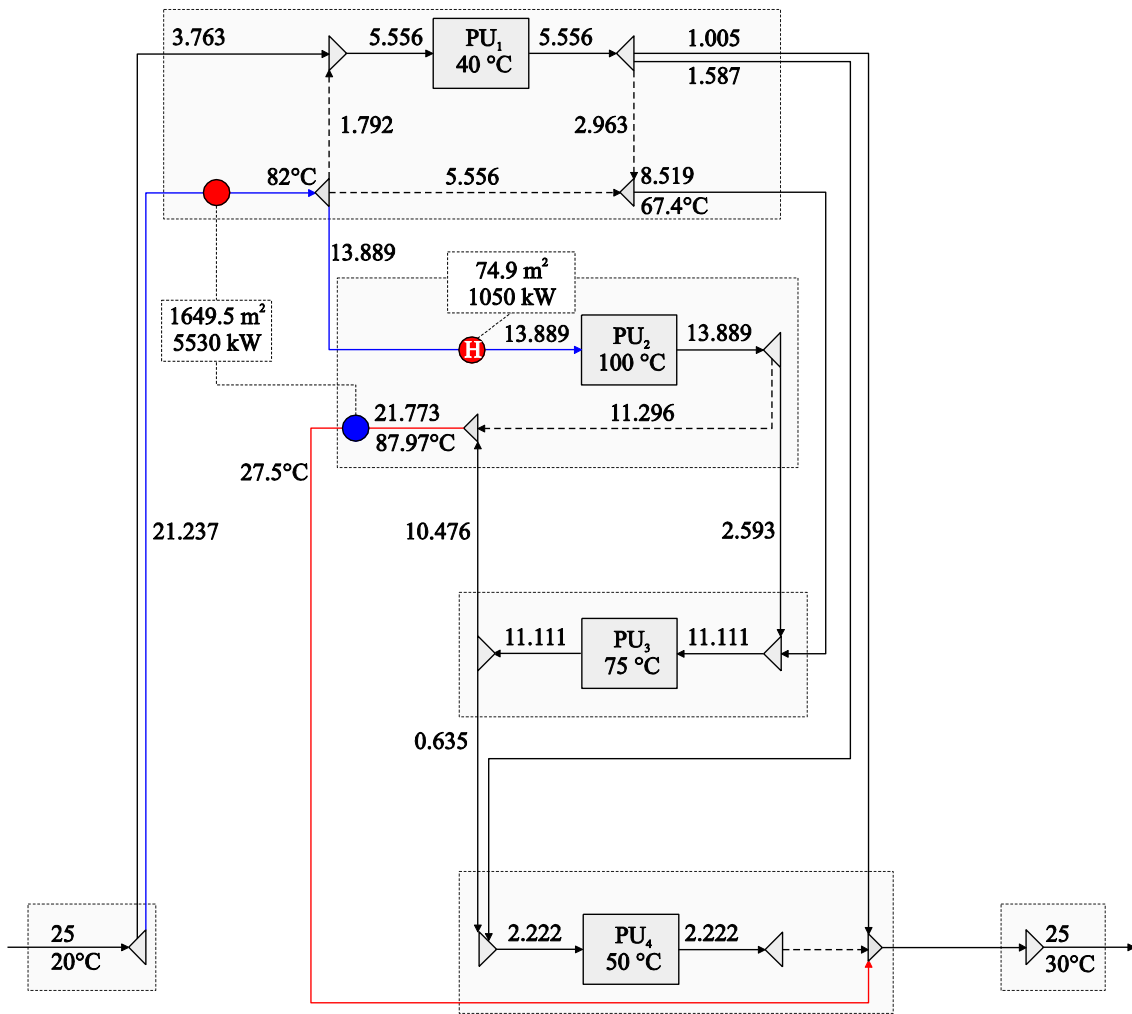 3.763
5.556
PU₁
40 °C
5.556
1.005
1.587
1.792
2.963
82°C
5.556
8.519
67.4°C
13.889
74.9 m²
1050 kW
1649.5 m²
5530 kW
H
13.889
PU₂
100 °C
13.889
21.773
87.97°C
11.296
27.5°C
21.237
10.476
2.593
11.111
PU₃
75 °C
11.111
0.635
25
20°C
2.222
PU₄
50 °C
2.222
25
30°C